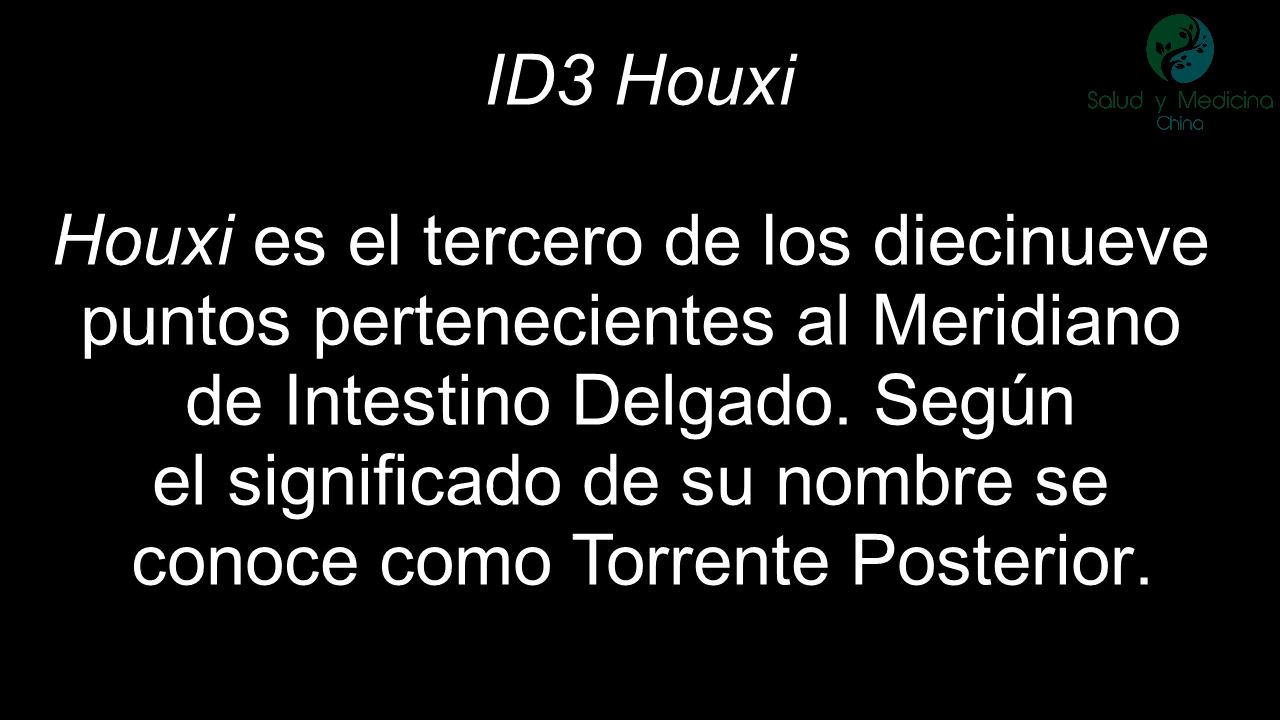 ID3 Houxi
Salud y Medicina
China
Houxi es el tercero de los diecinueve
puntos pertenecientes al Meridiano
de Intestino Delgado. Según
el significado de su nombre se
conoce como Torrente Posterior.